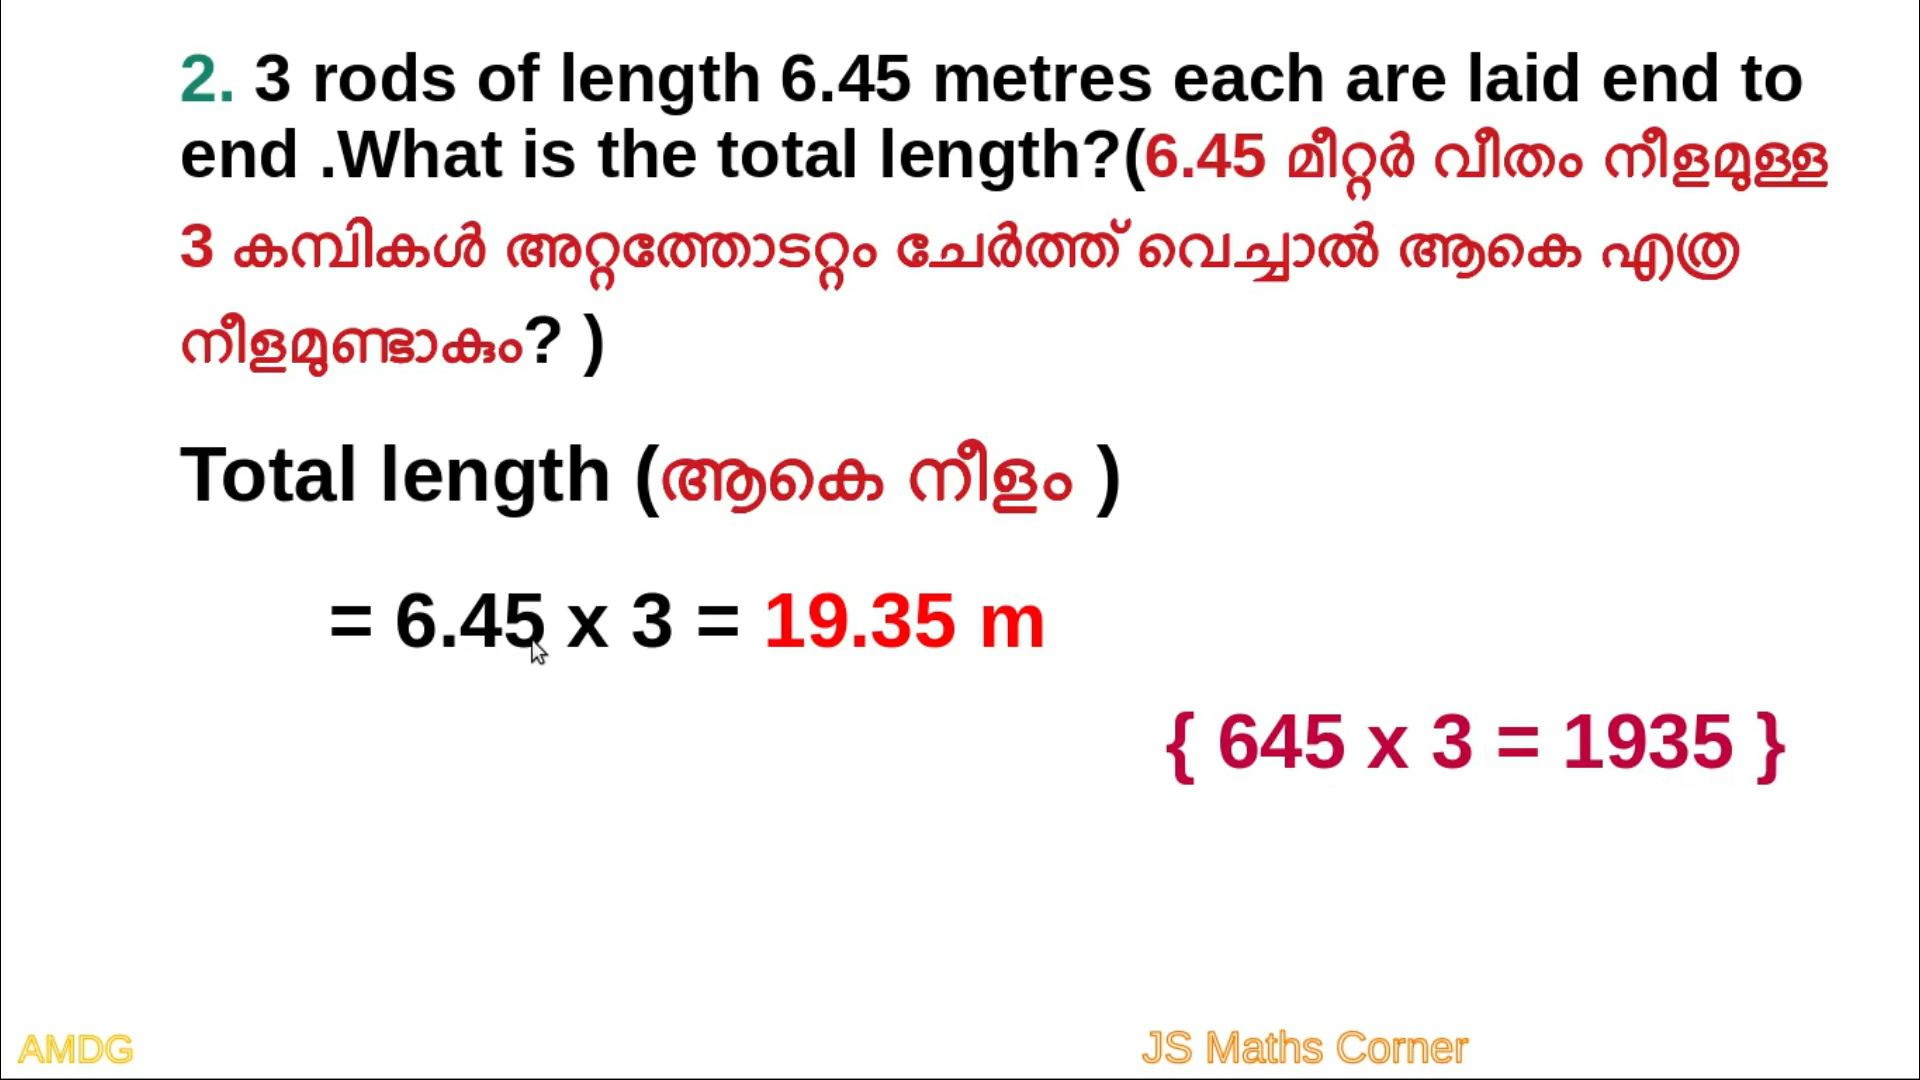 2. 3 rods of length 6.45 metres each are laid end to
end .What is the total length?(6.45 മീറ്റർ വീതം നീളമുള്ള
3 കമ്പികൾ അറ്റത്തോടറ്റം ചേർത്ത് വെച്ചാൽ ആകെ എത്ര
നീളമുണ്ടാകും? )
Total length (ആകെ നീളം )
= 6.45 x 3 = 19.35 m
{ 645 x 3 = 1935 }
AMDG
JS Maths Corner